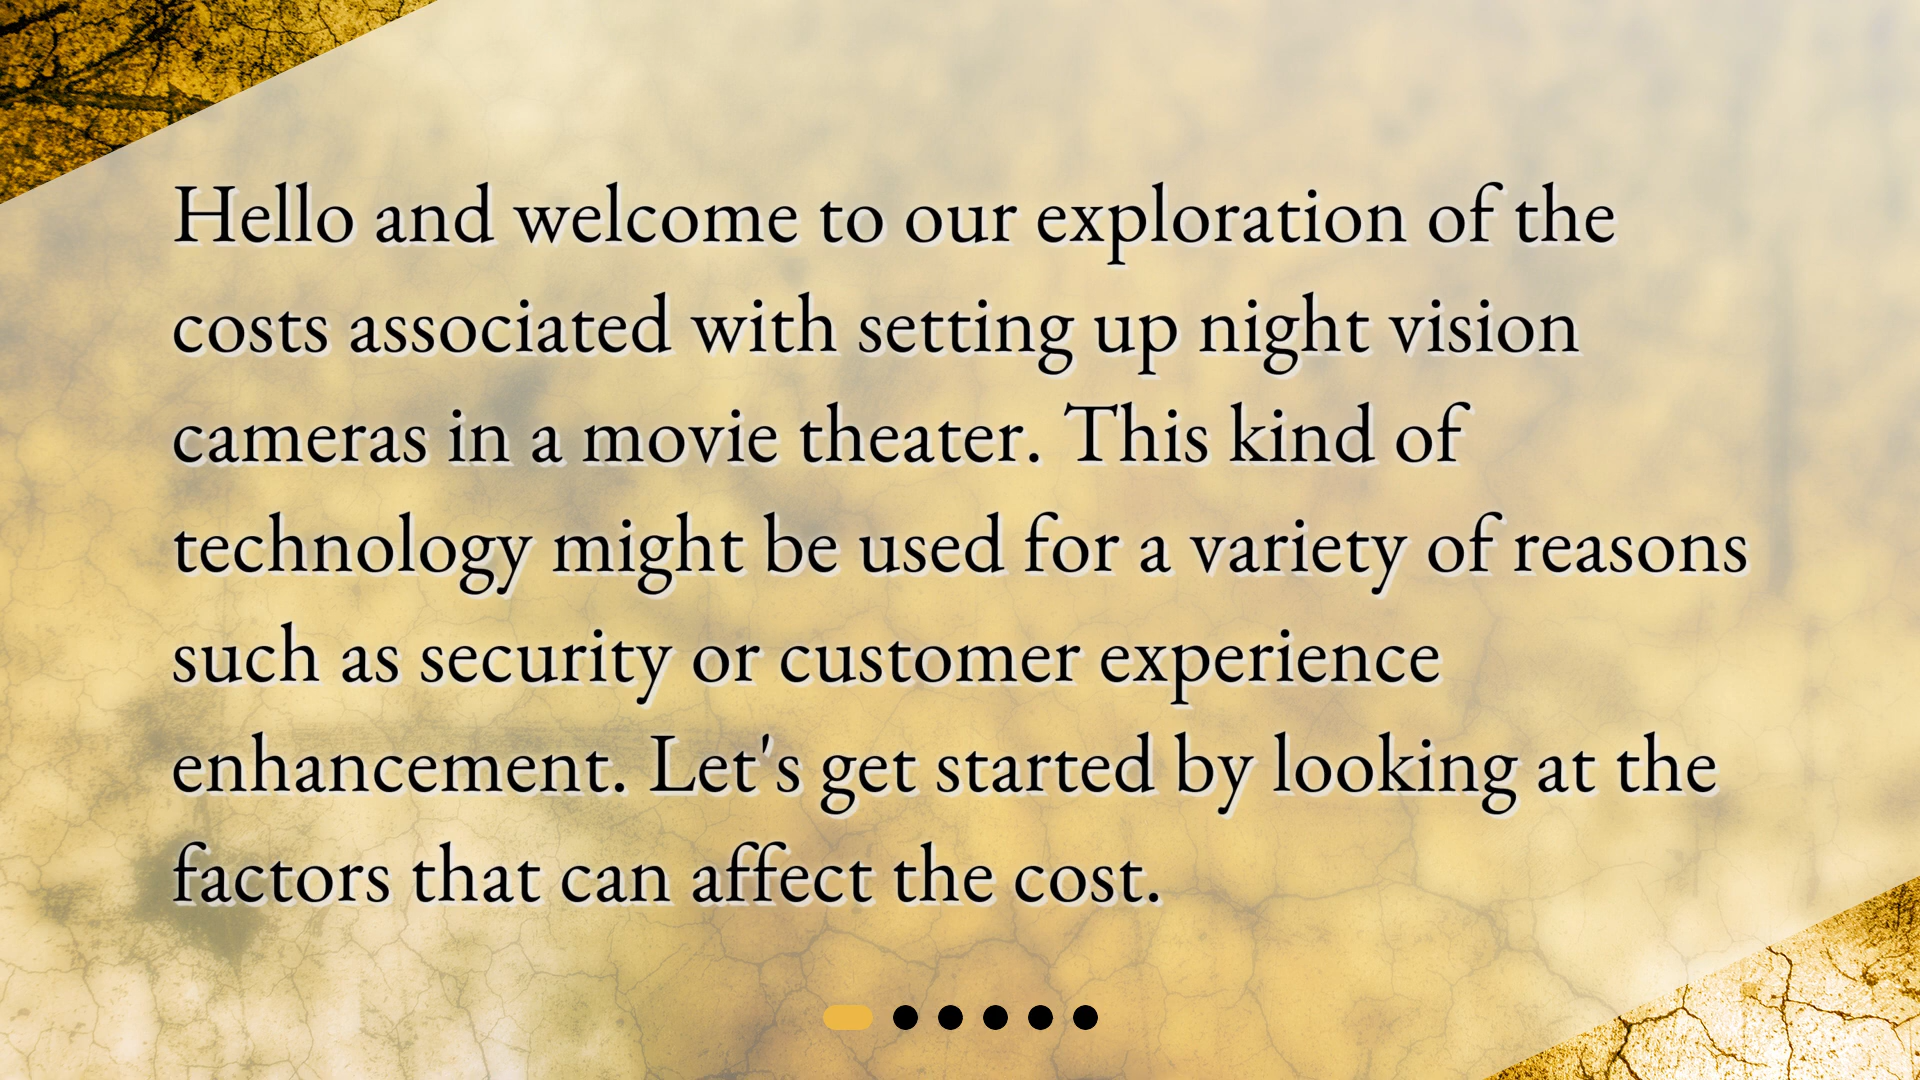 Hello and welcome to our exploration of the
costs associated with setting up night vision
cameras in a movie theater. This kind of
technology might be used for a variety of reasons
such as security or customer experience
enhancement. Let's get started by looking at the
factors that can affect the cost.